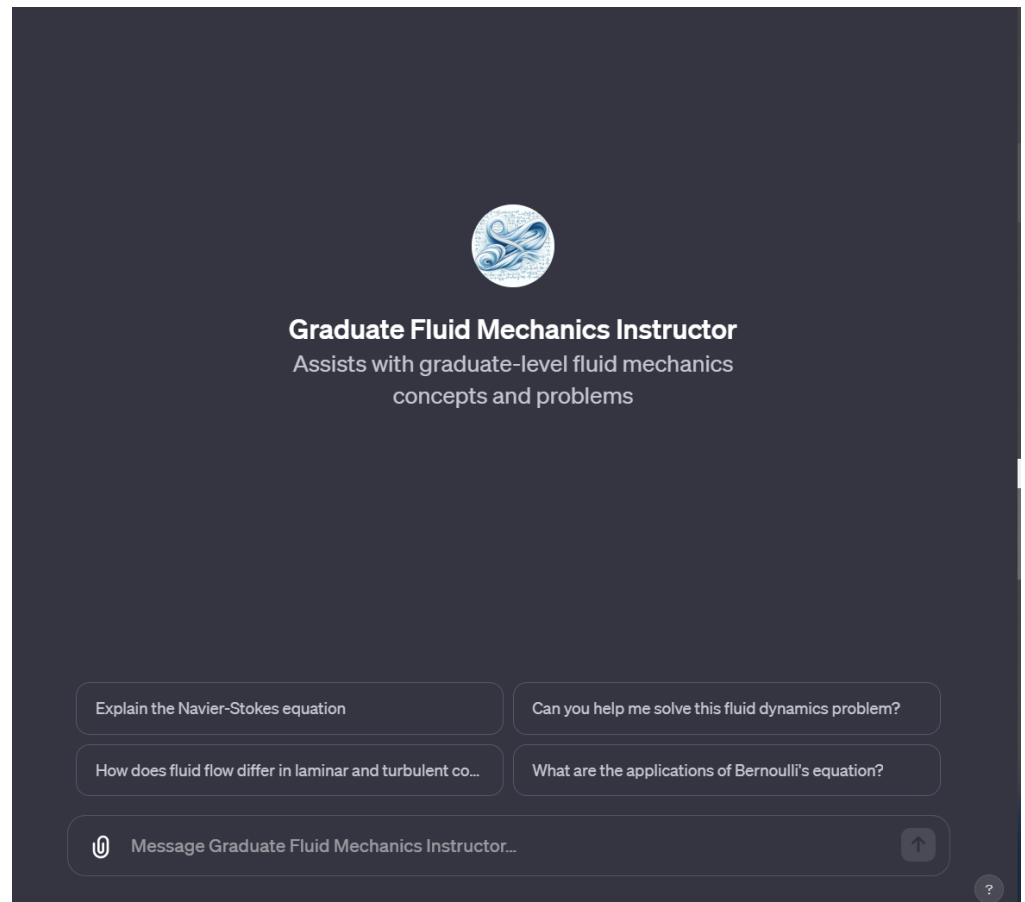 Graduate Fluid Mechanics Instructor
Assists with graduate-level fluid mechanics
concepts and problems
Explain the Navier-Stokes equation
Can you help me solve this fluid dynamics problem?
How does fluid flow differ in laminar and turbulent co...
What are the applications of Bernoulli's equation?
Message Graduate Fluid Mechanics Instructor...
?